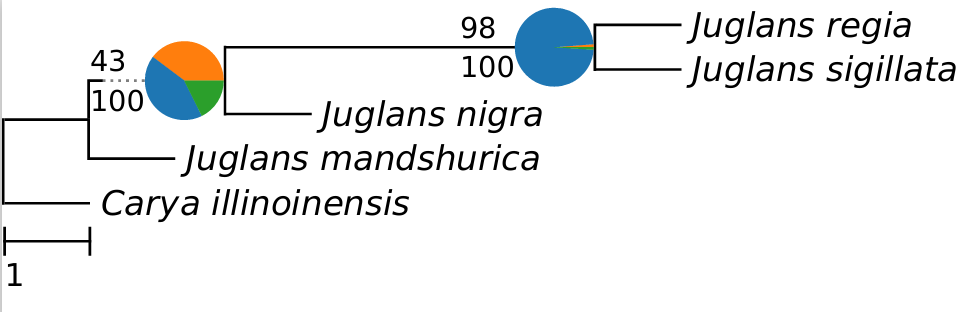 98
Juglans regia
43
100
Juglans sigillata
100
Juglans nigra
Juglans mandshurica
Carya illinoinensis
1